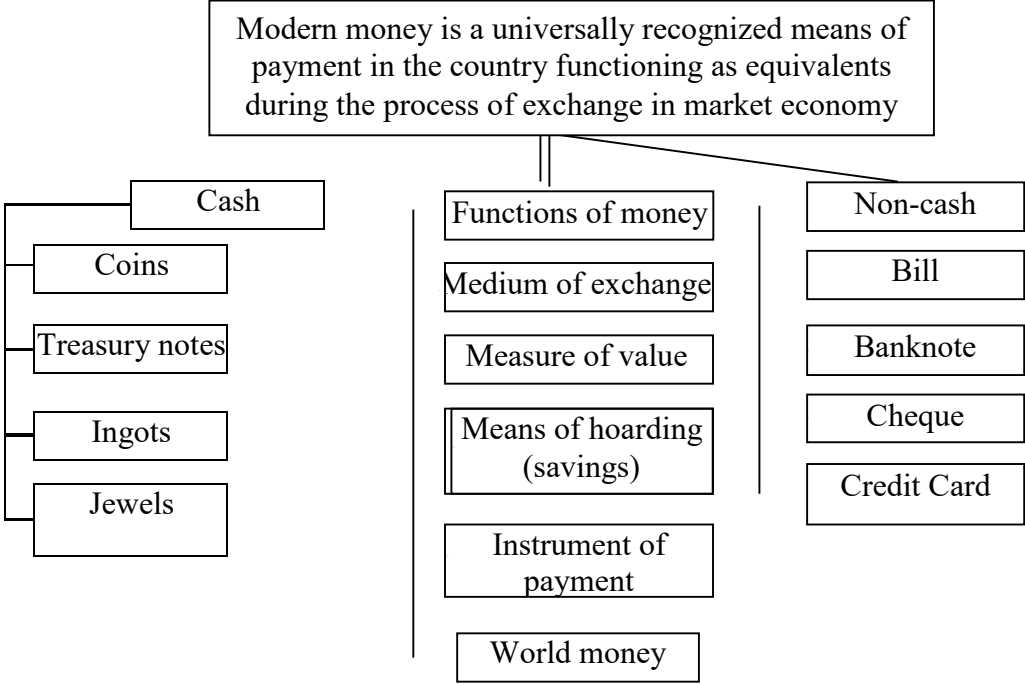 Modern money is a universally recognized means of
payment in the country functioning as equivalents
during the process of exchange in market economy
Cash
Coins
Treasury notes
Ingots
Jewels
Functions of money
Medium of exchange
Measure of value
Means of hoarding
(savings)
Instrument of
payment
World money
Non-cash
Bill
Banknote
Cheque
Credit Card